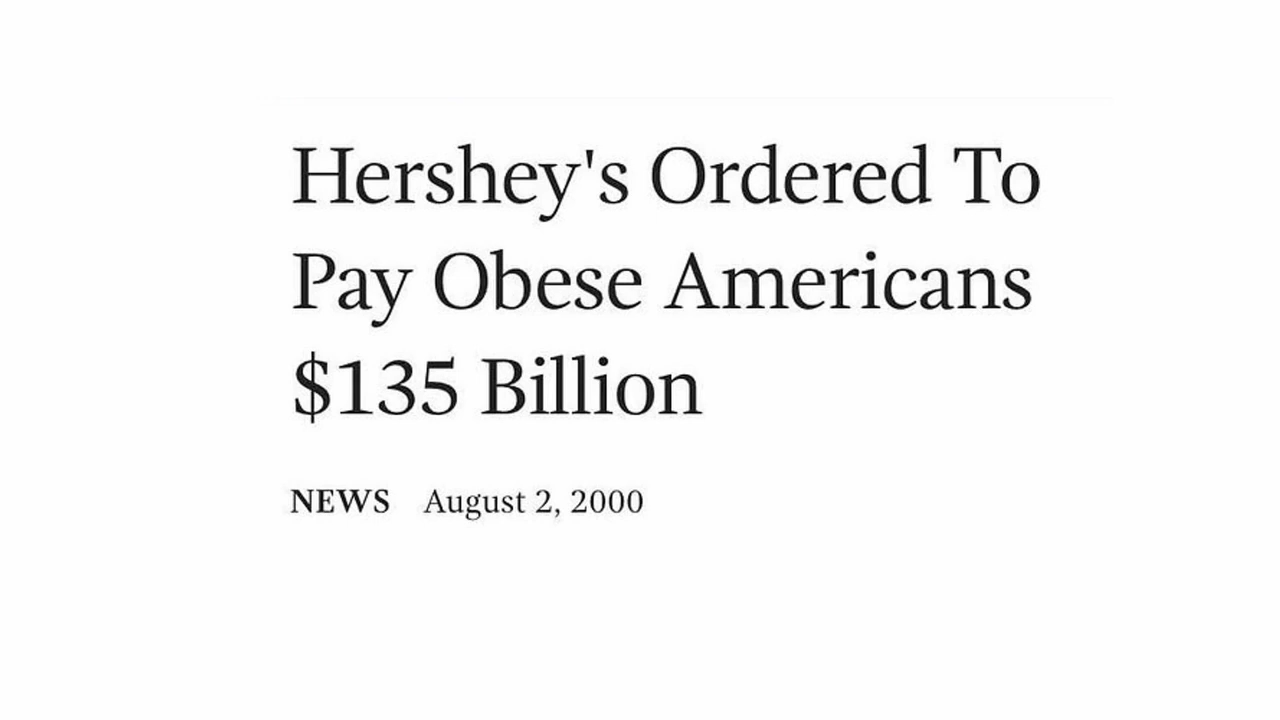 Hershey's Ordered To
Pay Obese Americans
$135 Billion
NEWS August 2, 2000